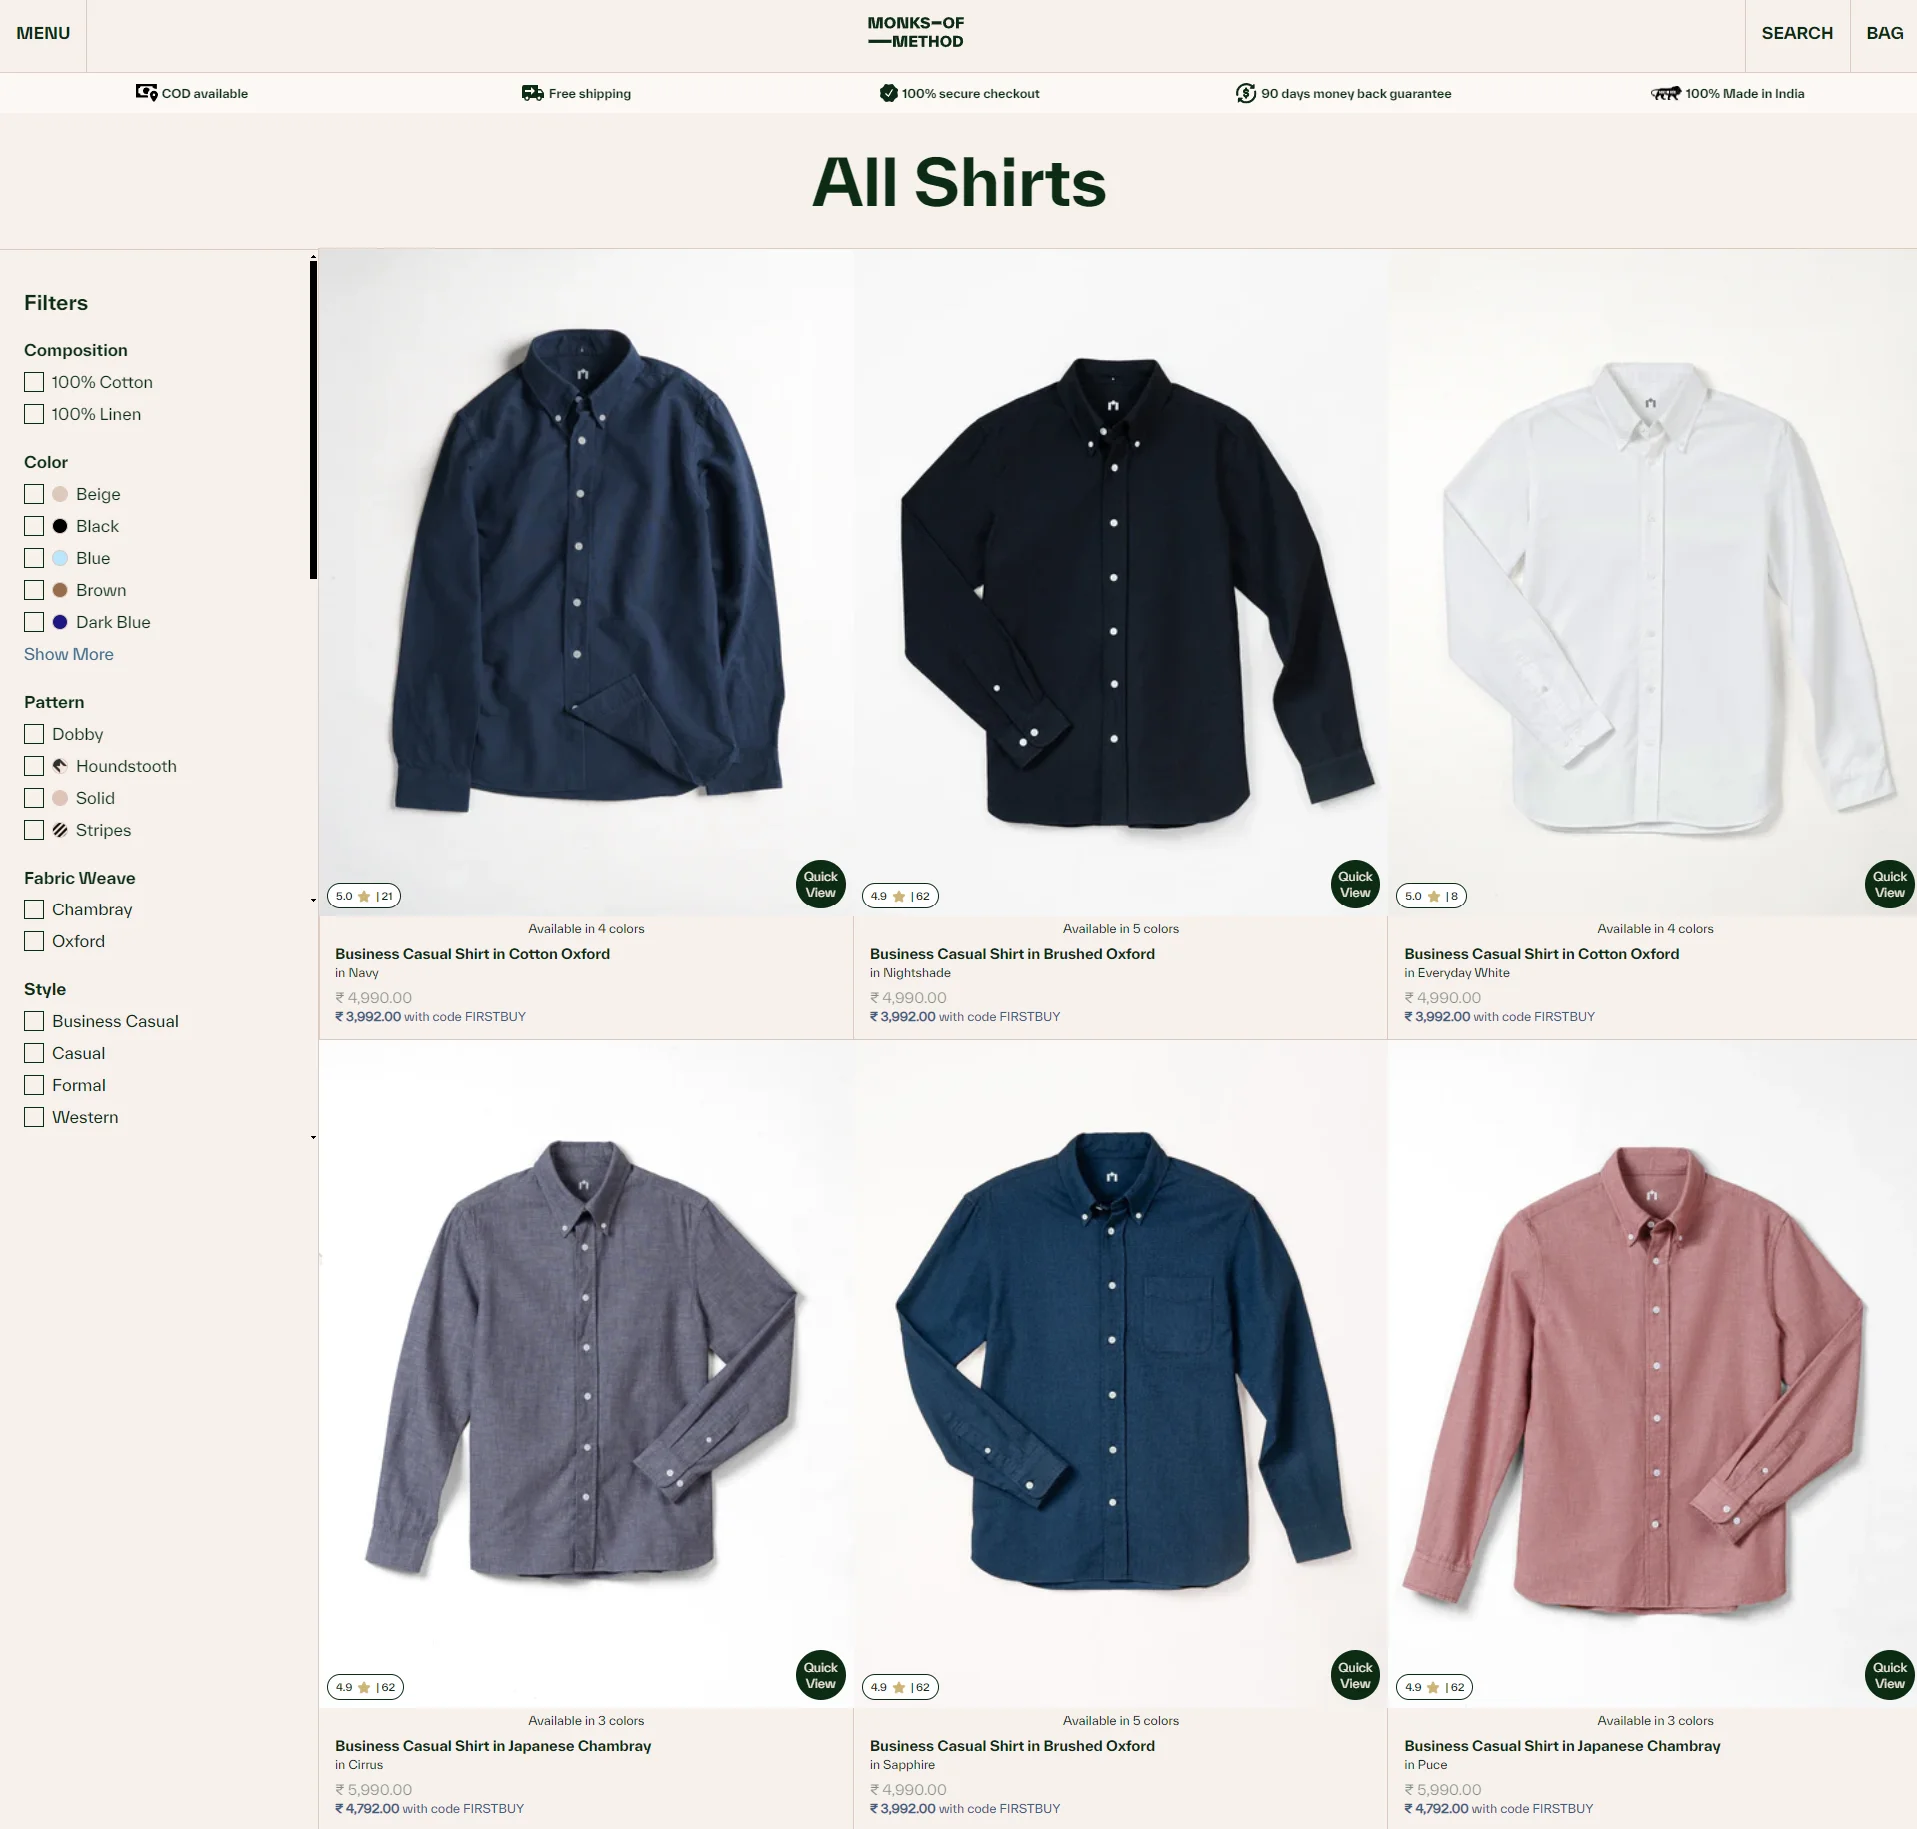 MENU
MONKS–OF
—METHOD
SEARCH
BAG
COD available
Free shipping
100% secure checkout
90 days money back guarantee
100% Made in India
All Shirts
Filters
Composition
100% Cotton
100% Linen
Color
Beige
Black
Blue
Brown
Dark Blue
Show More
Pattern
Dobby
Houndstooth
Solid
Stripes
Fabric Weave
Chambray
Oxford
Style
Business Casual
Casual
Formal
Western
5.0 ★ | 21
Quick
View
Available in 4 colors
Business Casual Shirt in Cotton Oxford
in Navy
₹ 4,990.00
₹ 3,992.00 with code FIRSTBUY
4.9 ★ | 62
Quick
View
Available in 5 colors
Business Casual Shirt in Brushed Oxford
in Nightshade
₹ 4,990.00
₹ 3,992.00 with code FIRSTBUY
5.0 ★ | 8
Quick
View
Available in 4 colors
Business Casual Shirt in Cotton Oxford
in Everyday White
₹ 4,990.00
₹ 3,992.00 with code FIRSTBUY
4.9 ★ | 62
Quick
View
Available in 3 colors
Business Casual Shirt in Japanese Chambray
in Cirrus
₹ 5,990.00
₹ 4,792.00 with code FIRSTBUY
4.9 ★ | 62
Quick
View
Available in 5 colors
Business Casual Shirt in Brushed Oxford
in Sapphire
₹ 4,990.00
₹ 3,992.00 with code FIRSTBUY
4.9 ★ | 62
Quick
View
Available in 3 colors
Business Casual Shirt in Japanese Chambray
in Puce
₹ 5,990.00
₹ 4,792.00 with code FIRSTBUY